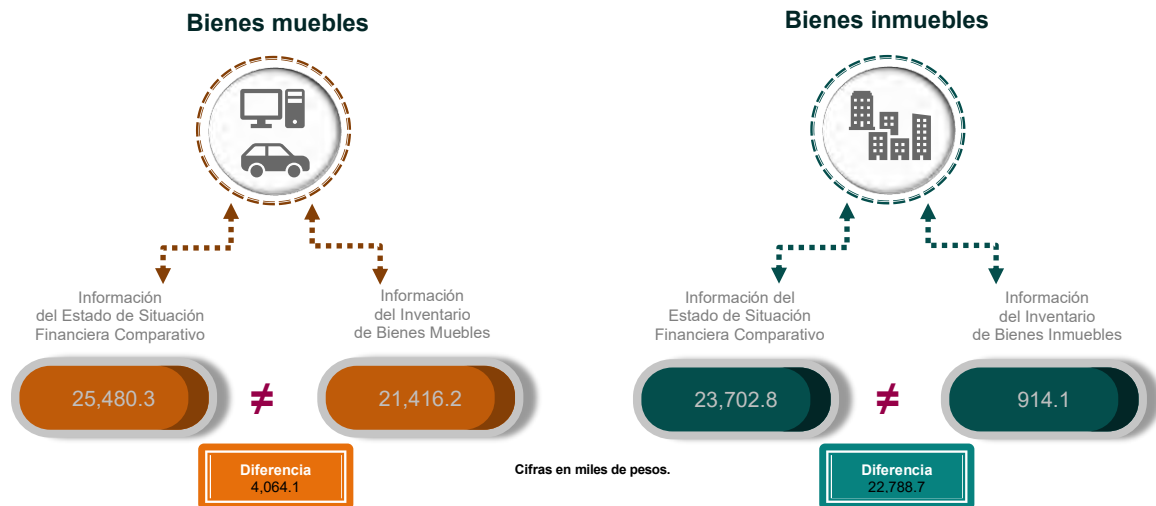 Bienes muebles
Información
del Estado de Situación
Financiera Comparativo
Información
del Inventario
de Bienes Muebles
25,480.3
≠
21,416.2
Diferencia
4,064.1
Cifras en miles de pesos.
Bienes inmuebles
Información del
Estado de Situación
Financiera Comparativo
Información
del Inventario
de Bienes Inmuebles
23,702.8
≠
914.1
Diferencia
22,788.7